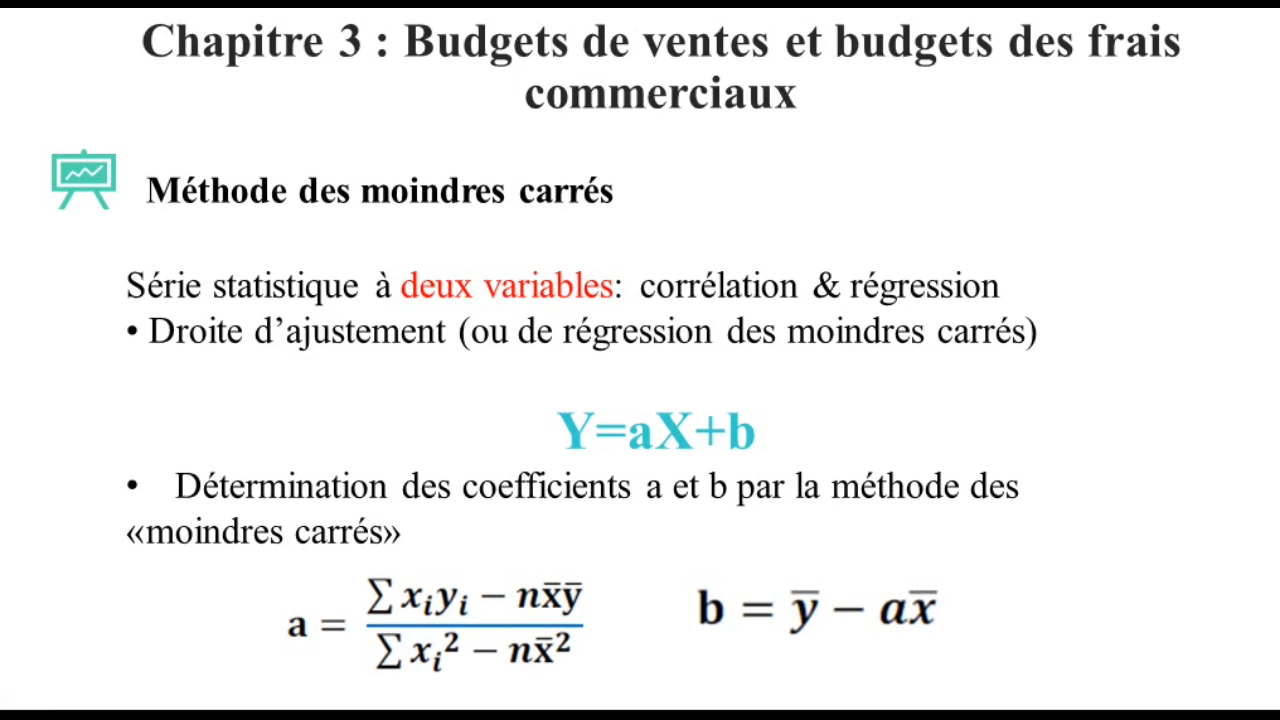 Chapitre 3 : Budgets de ventes et budgets des frais
commerciaux
Méthode des moindres carrés
Série statistique à deux variables: corrélation & régression
• Droite d’ajustement (ou de régression des moindres carrés)
Y=aX+b
• Détermination des coefficients a et b par la méthode des
«moindres carrés»
a = (∑ xᵢyᵢ − nx̅y̅) / (∑ xᵢ² − nx̅²)
b = y̅ − ax̅